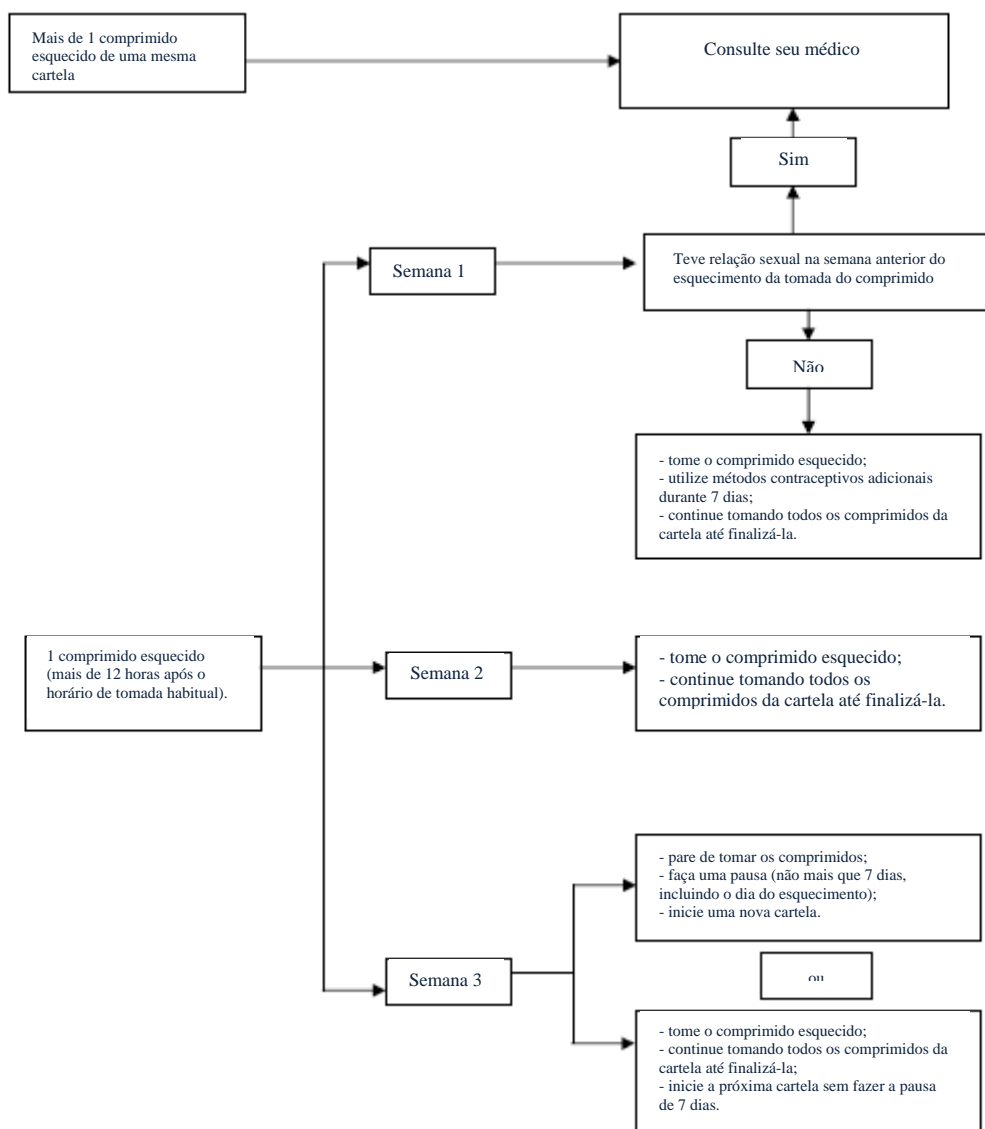 Mais de 1 comprimido
esquecido de uma mesma
cartela
Consulte seu médico
Sim
Semana 1
Teve relação sexual na semana anterior do
esquecimento da tomada do comprimido
Não
- tome o comprimido esquecido;
- utilize métodos contraceptivos adicionais
durante 7 dias;
- continue tomando todos os comprimidos da
cartela até finalizá-la.
1 comprimido esquecido
(mais de 12 horas após o
horário de tomada habitual).
Semana 2
- tome o comprimido esquecido;
- continue tomando todos os
comprimidos da cartela até finalizá-la.
- pare de tomar os comprimidos;
- faça uma pausa (não mais que 7 dias,
incluindo o dia do esquecimento);
- inicie uma nova cartela.
Semana 3
ou
- tome o comprimido esquecido;
- continue tomando todos os comprimidos da
cartela até finalizá-la;
- inicie a próxima cartela sem fazer a pausa
de 7 dias.